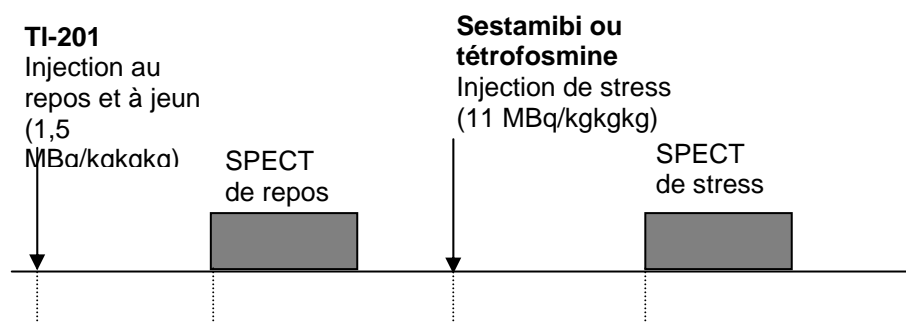 Tl-201
Injection au
repos et à jeun
(1,5
MBq/kgkgkg)
SPECT
de repos
Sestamibi ou
tétrofosmine
Injection de stress
(11 MBq/kgkgkg)
SPECT
de stress